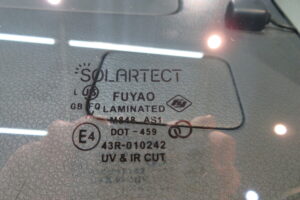 SOLARTECT
FUYAO
LAMINATED
M848 AS1
DOT-459
E4 43R-010242
UV & IR CUT